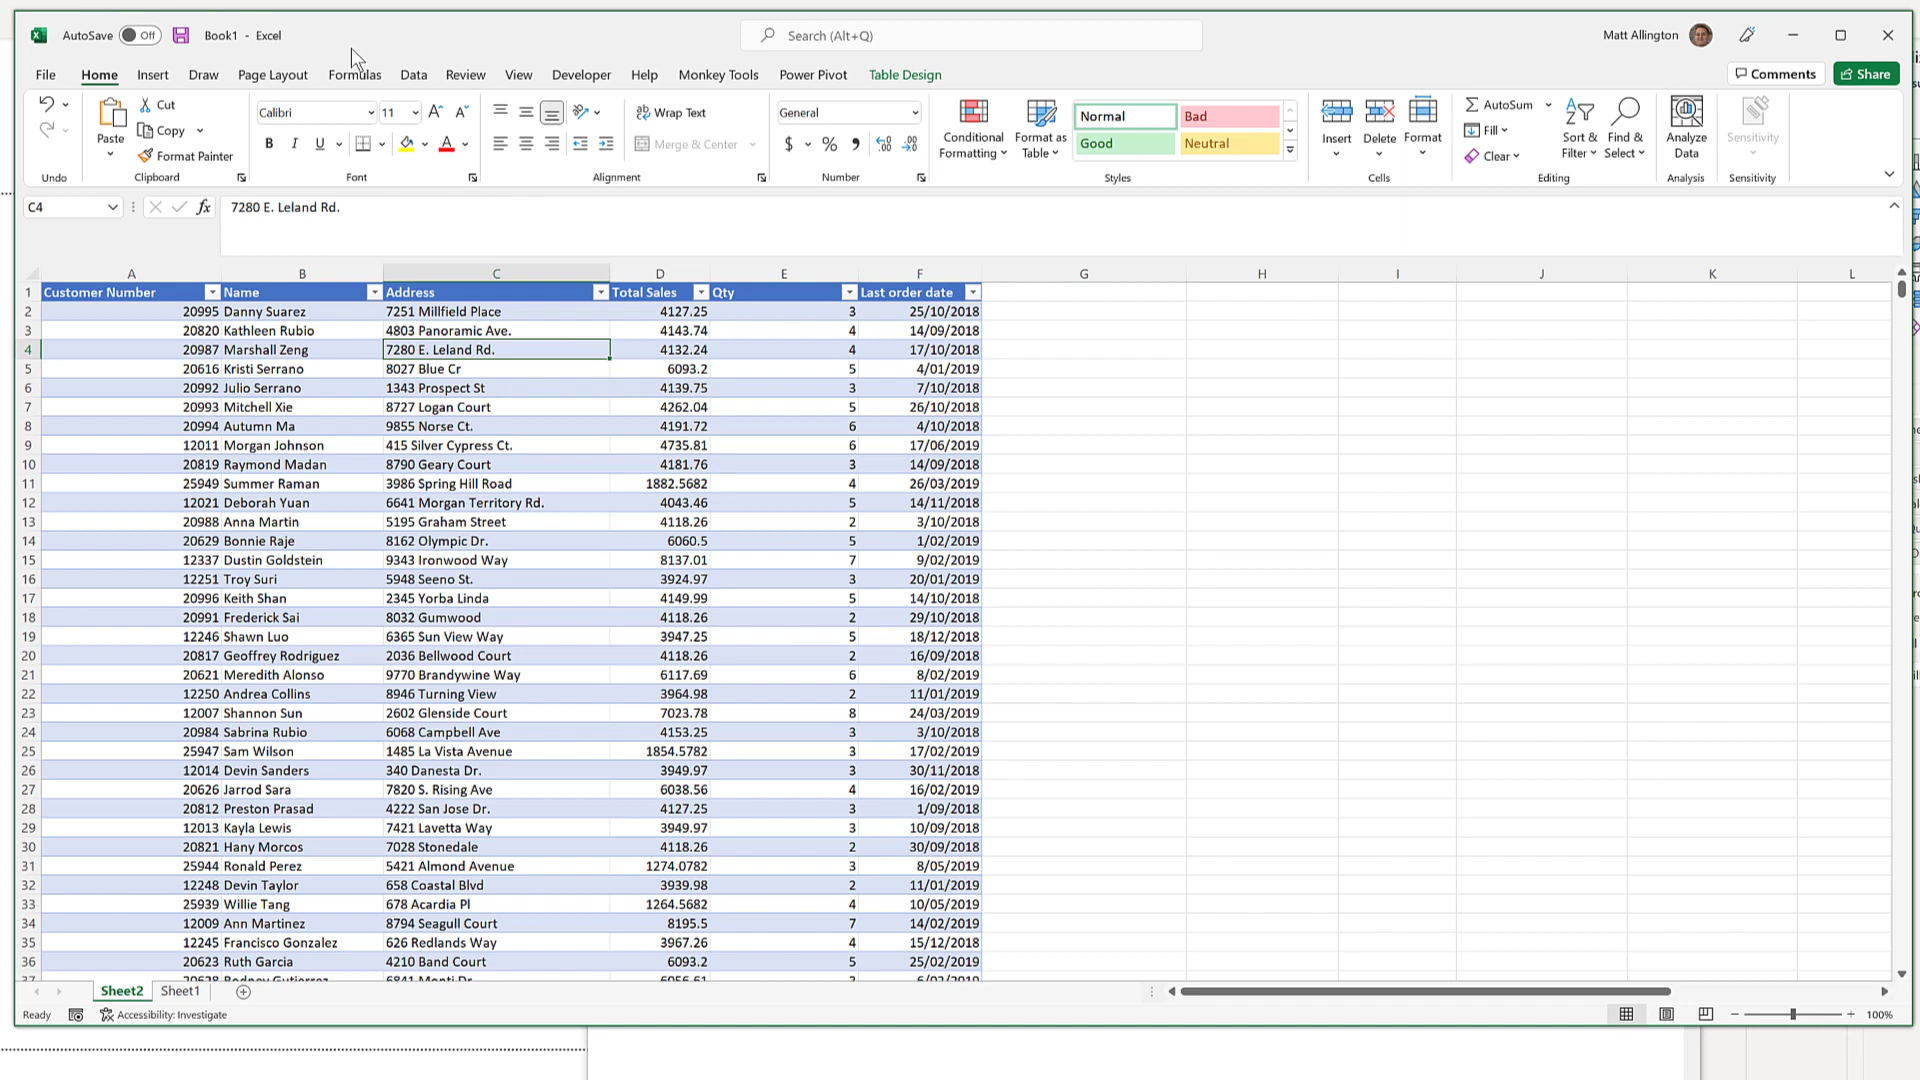 AutoSave Off Book1 - Excel Search (Alt+Q) Matt Allington
File Home Insert Draw Page Layout Formulas Data Review View Developer Help Monkey Tools Power Pivot Table Design Comments Share
Paste Cut
Copy
Format Painter
Calibri 11
B I U
Wrap Text
Merge & Center
General
$ % 9
Conditional Formatting
Format as Table
Normal Bad
Good Neutral
Insert Delete Format
AutoSum
Fill
Clear
Sort & Filter
Find & Select
Analyze Data
Sensitivity
Undo Clipboard Font Alignment Number Styles Cells Editing Analysis Sensitivity
C4 fx 7280 E. Leland Rd.
A B C D E F G H I J K L
1 Customer Number Name Address Total Sales Qty Last order date
2 20995 Danny Suarez 7251 Millfield Place 4127.25 3 25/10/2018
3 20820 Kathleen Rubio 4803 Panoramic Ave. 4143.74 4 14/09/2018
4 20987 Marshall Zeng 7280 E. Leland Rd. 4132.24 4 17/10/2018
5 20616 Kristi Serrano 8027 Blue Cr 6093.2 5 4/01/2019
6 20992 Julio Serrano 1343 Prospect St 4139.75 3 7/10/2018
7 20993 Mitchell Xie 8727 Logan Court 4262.04 5 26/10/2018
8 20994 Autumn Ma 9855 Norse Ct. 4191.72 6 4/10/2018
9 12011 Morgan Johnson 415 Silver Cypress Ct. 4735.81 6 17/06/2019
10 20819 Raymond Madan 8790 Geary Court 4181.76 3 14/09/2018
11 25949 Summer Raman 3986 Spring Hill Road 1882.5682 4 26/03/2019
12 12021 Deborah Yuan 6641 Morgan Territory Rd. 4043.46 5 14/11/2018
13 20988 Anna Martin 5195 Graham Street 4118.26 2 3/10/2018
14 20629 Bonnie Raje 8162 Olympic Dr. 6060.5 5 1/02/2019
15 12337 Dustin Goldstein 9343 Ironwood Way 8137.01 7 9/02/2019
16 12251 Troy Suri 5948 Seeno St. 3924.97 3 20/01/2019
17 20996 Keith Shan 2345 Yorba Linda 4149.99 5 14/10/2018
18 20991 Frederick Sai 8032 Gumwood 4118.26 2 29/10/2018
19 12246 Shawn Luo 6365 Sun View Way 3947.25 5 18/12/2018
20 20817 Geoffrey Rodriguez 2036 Bellwood Court 4118.26 2 16/09/2018
21 20621 Meredith Alonso 9770 Brandywine Way 6117.69 6 8/02/2019
22 12250 Andrea Collins 8946 Turning View 3964.98 2 11/01/2019
23 12007 Shannon Sun 2602 Glenside Court 7023.78 8 24/03/2019
24 20984 Sabrina Rubio 6068 Campbell Ave 4153.25 3 3/10/2018
25 25947 Sam Wilson 1485 La Vista Avenue 1854.5782 3 17/02/2019
26 12014 Devin Sanders 340 Danesta Dr. 3949.97 3 30/11/2018
27 20626 Jarrod Sara 7820 S. Rising Ave 6038.56 4 16/02/2019
28 20812 Preston Prasad 4222 San Jose Dr. 4127.25 3 1/09/2018
29 12013 Kayla Lewis 7421 Lavetta Way 3949.97 3 10/09/2018
30 20821 Hany Morcos 7028 Stonedale 4118.26 2 30/09/2018
31 25944 Ronald Perez 5421 Almond Avenue 1274.0782 3 8/05/2019
32 12248 Devin Taylor 658 Coastal Blvd 3939.98 2 11/01/2019
33 25939 Willie Tang 678 Acardia Pl 1264.5682 4 10/05/2019
34 12009 Ann Martinez 8794 Seagull Court 8195.5 7 14/02/2019
35 12245 Francisco Gonzalez 626 Redlands Way 3967.26 4 15/12/2018
36 20623 Ruth Garcia 4210 Band Court 6093.2 5 25/02/2019
Sheet2 Sheet1
Ready Accessibility: Investigate 100%